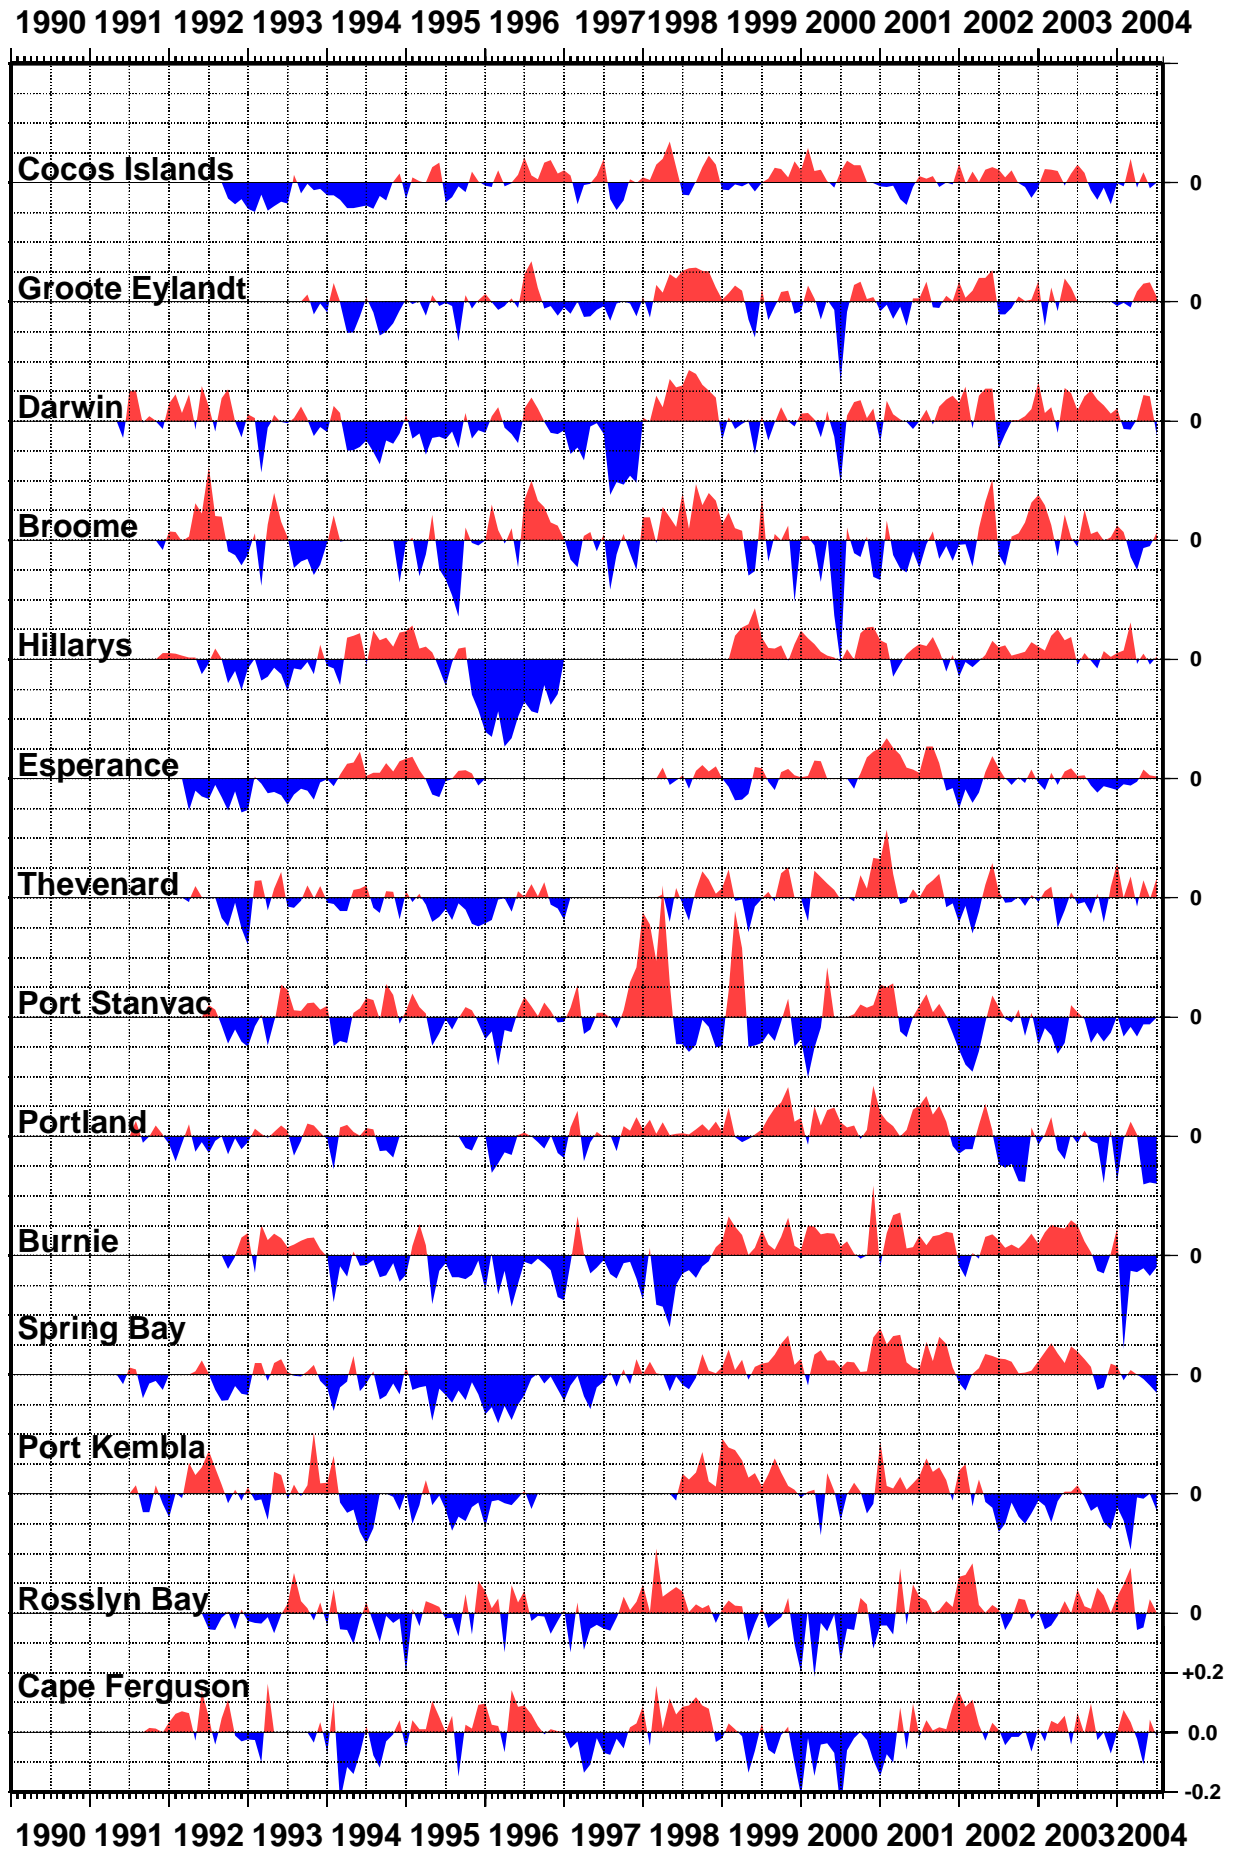 1990 1991 1992 1993 1994 1995 1996 1997 1998 1999 2000 2001 2002 2003 2004
Cocos Islands 0
Groote Eylandt 0
Darwin 0
Broome 0
Hillarys 0
Esperance 0
Thevenard 0
Port Stanvac 0
Portland 0
Burnie 0
Spring Bay 0
Port Kembla 0
Rosslyn Bay 0
+0.2
Cape Ferguson
0.0
-0.2
1990 1991 1992 1993 1994 1995 1996 1997 1998 1999 2000 2001 2002 2003 2004